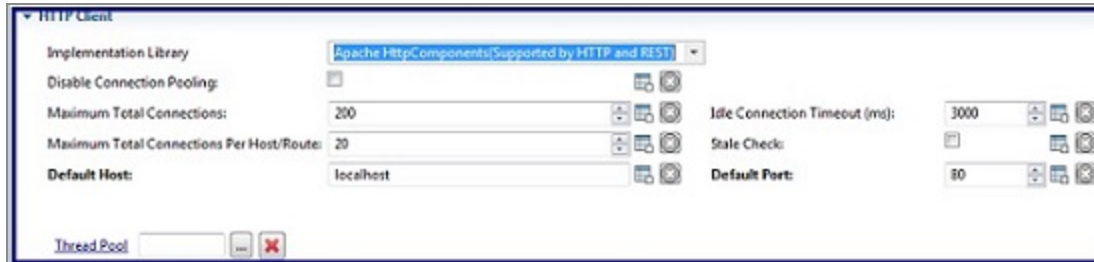 HTTP Client
Implementation Library Apache HttpComponents(Supported by HTTP and REST)
Disable Connection Pooling:
Maximum Total Connections: 200 Idle Connection Timeout (ms): 3000
Maximum Total Connections Per Host/Route: 20 Stale Check:
Default Host: localhost Default Port: 80
Thread Pool ...